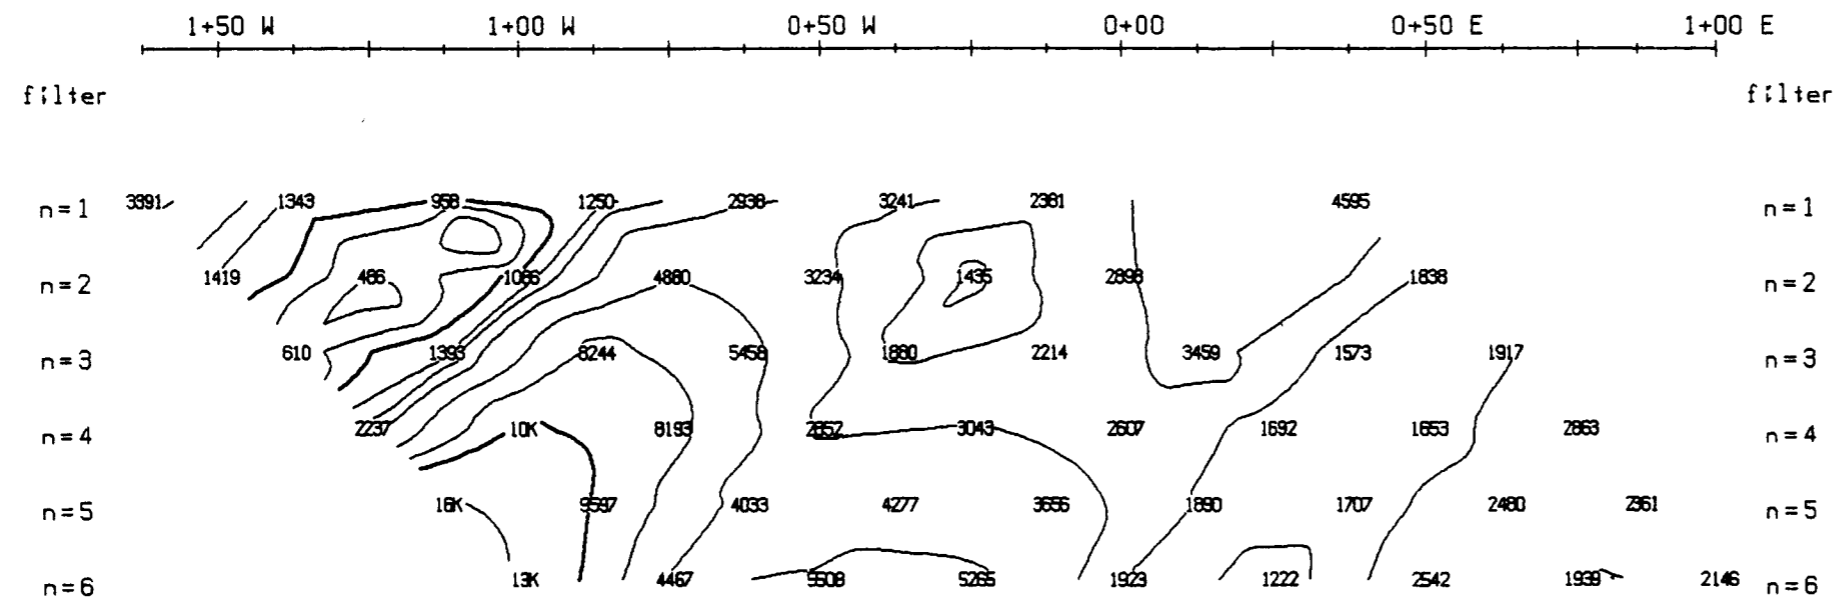 1+50 W 1+00 W 0+50 W 0+00 0+50 E 1+00 E
filter filter
n=1 3391 1343 958 1250 2938 3241 2381 4595 n=1
n=2 1419 486 1086 4880 3234 1435 2898 1838 n=2
n=3 610 1393 8244 5458 1880 2214 3459 1573 1917 n=3
n=4 2237 10K 8193 2852 3043 2607 1692 1653 2863 n=4
n=5 16K 9597 4033 4277 3656 1890 1707 2480 2361 n=5
n=6 13K 4467 5508 5265 1923 1222 2542 1939 2146 n=6